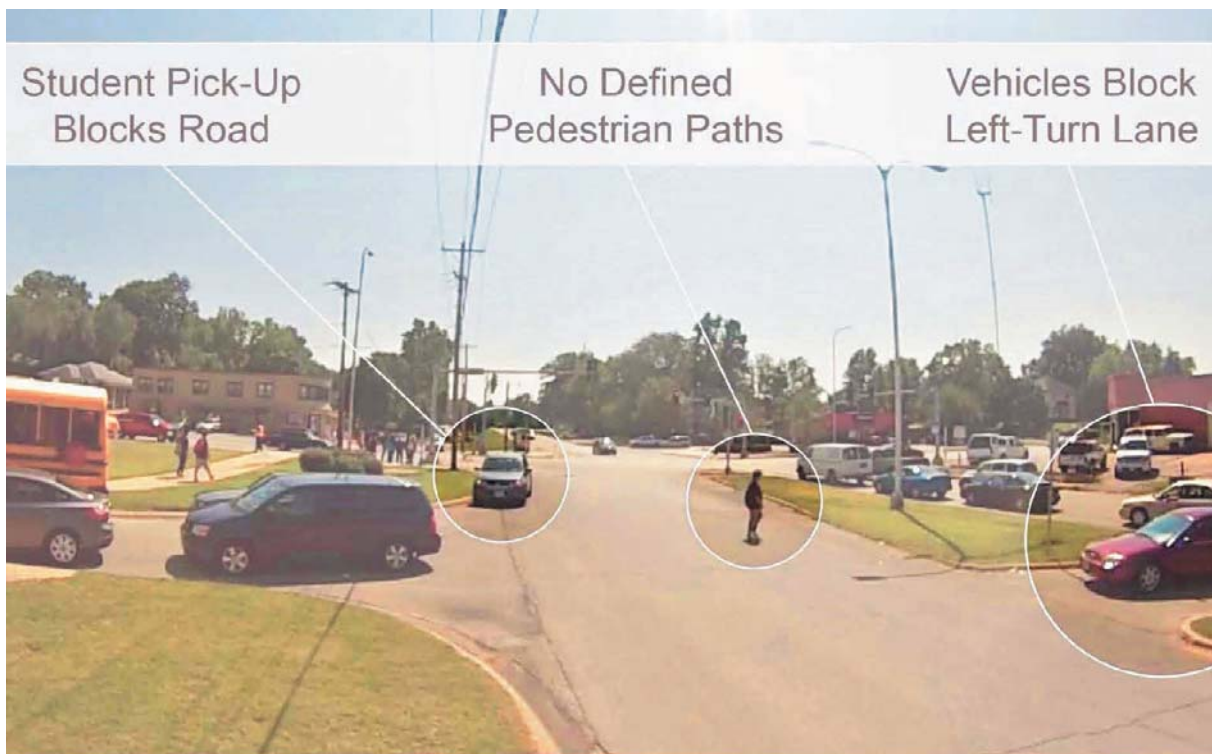 Student Pick-Up
Blocks Road
No Defined
Pedestrian Paths
Vehicles Block
Left-Turn Lane